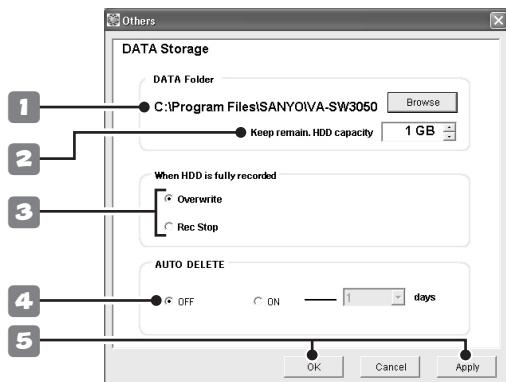 Others
DATA Storage
DATA Folder
1
C:\Program Files\SANYO\VA-SW3050 Browse
2
Keep remain. HDD capacity 1 GB
When HDD is fully recorded
3
Overwrite
Rec Stop
AUTO DELETE
4
OFF ON 1 days
5
OK Cancel Apply